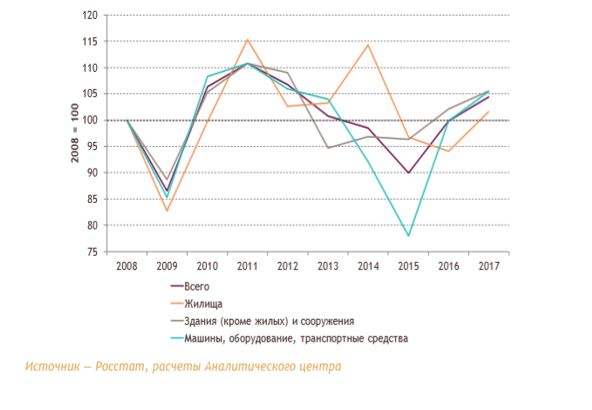 120
115
110
105
100
95
90
85
80
75
2008 = 100
2008 2009 2010 2011 2012 2013 2014 2015 2016 2017
Всего
Жилища
Здания (кроме жилых) и сооружения
Машины, оборудование, транспортные средства
Источник — Росстат, расчеты Аналитического центра